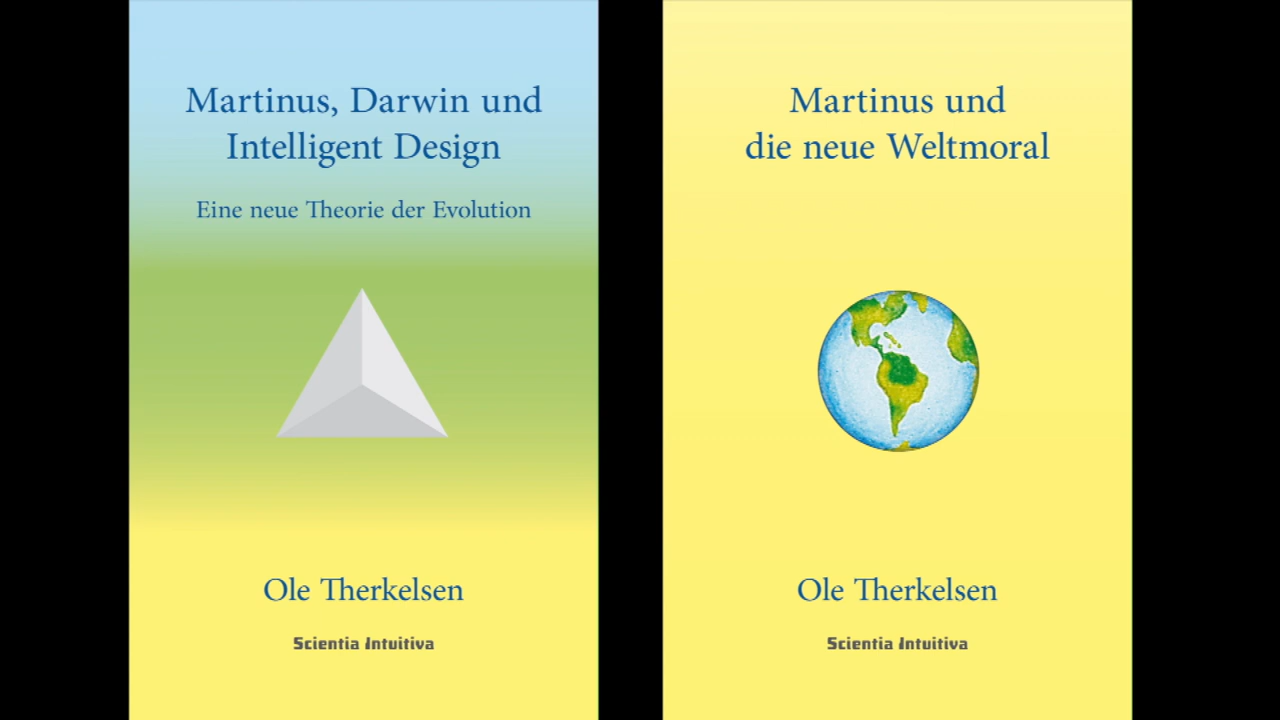 Martinus, Darwin und
Intelligent Design
Eine neue Theorie der Evolution
Ole Therkelsen
Scientia Intuitiva
Martinus und
die neue Weltmoral
Ole Therkelsen
Scientia Intuitiva